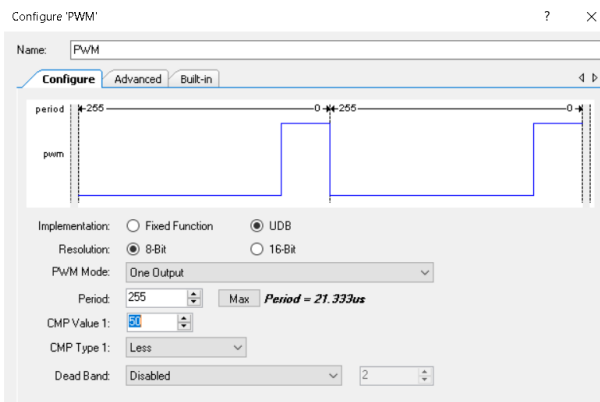 Configure 'PWM' ? ×
Name: PWM
Configure Advanced Built-in
period 255 0 255 0
pwm
Implementation: Fixed Function UDB
Resolution: 8-Bit 16-Bit
PWM Mode: One Output
Period: 255 Max Period = 21.333us
CMP Value 1: 50
CMP Type 1: Less
Dead Band: Disabled 2